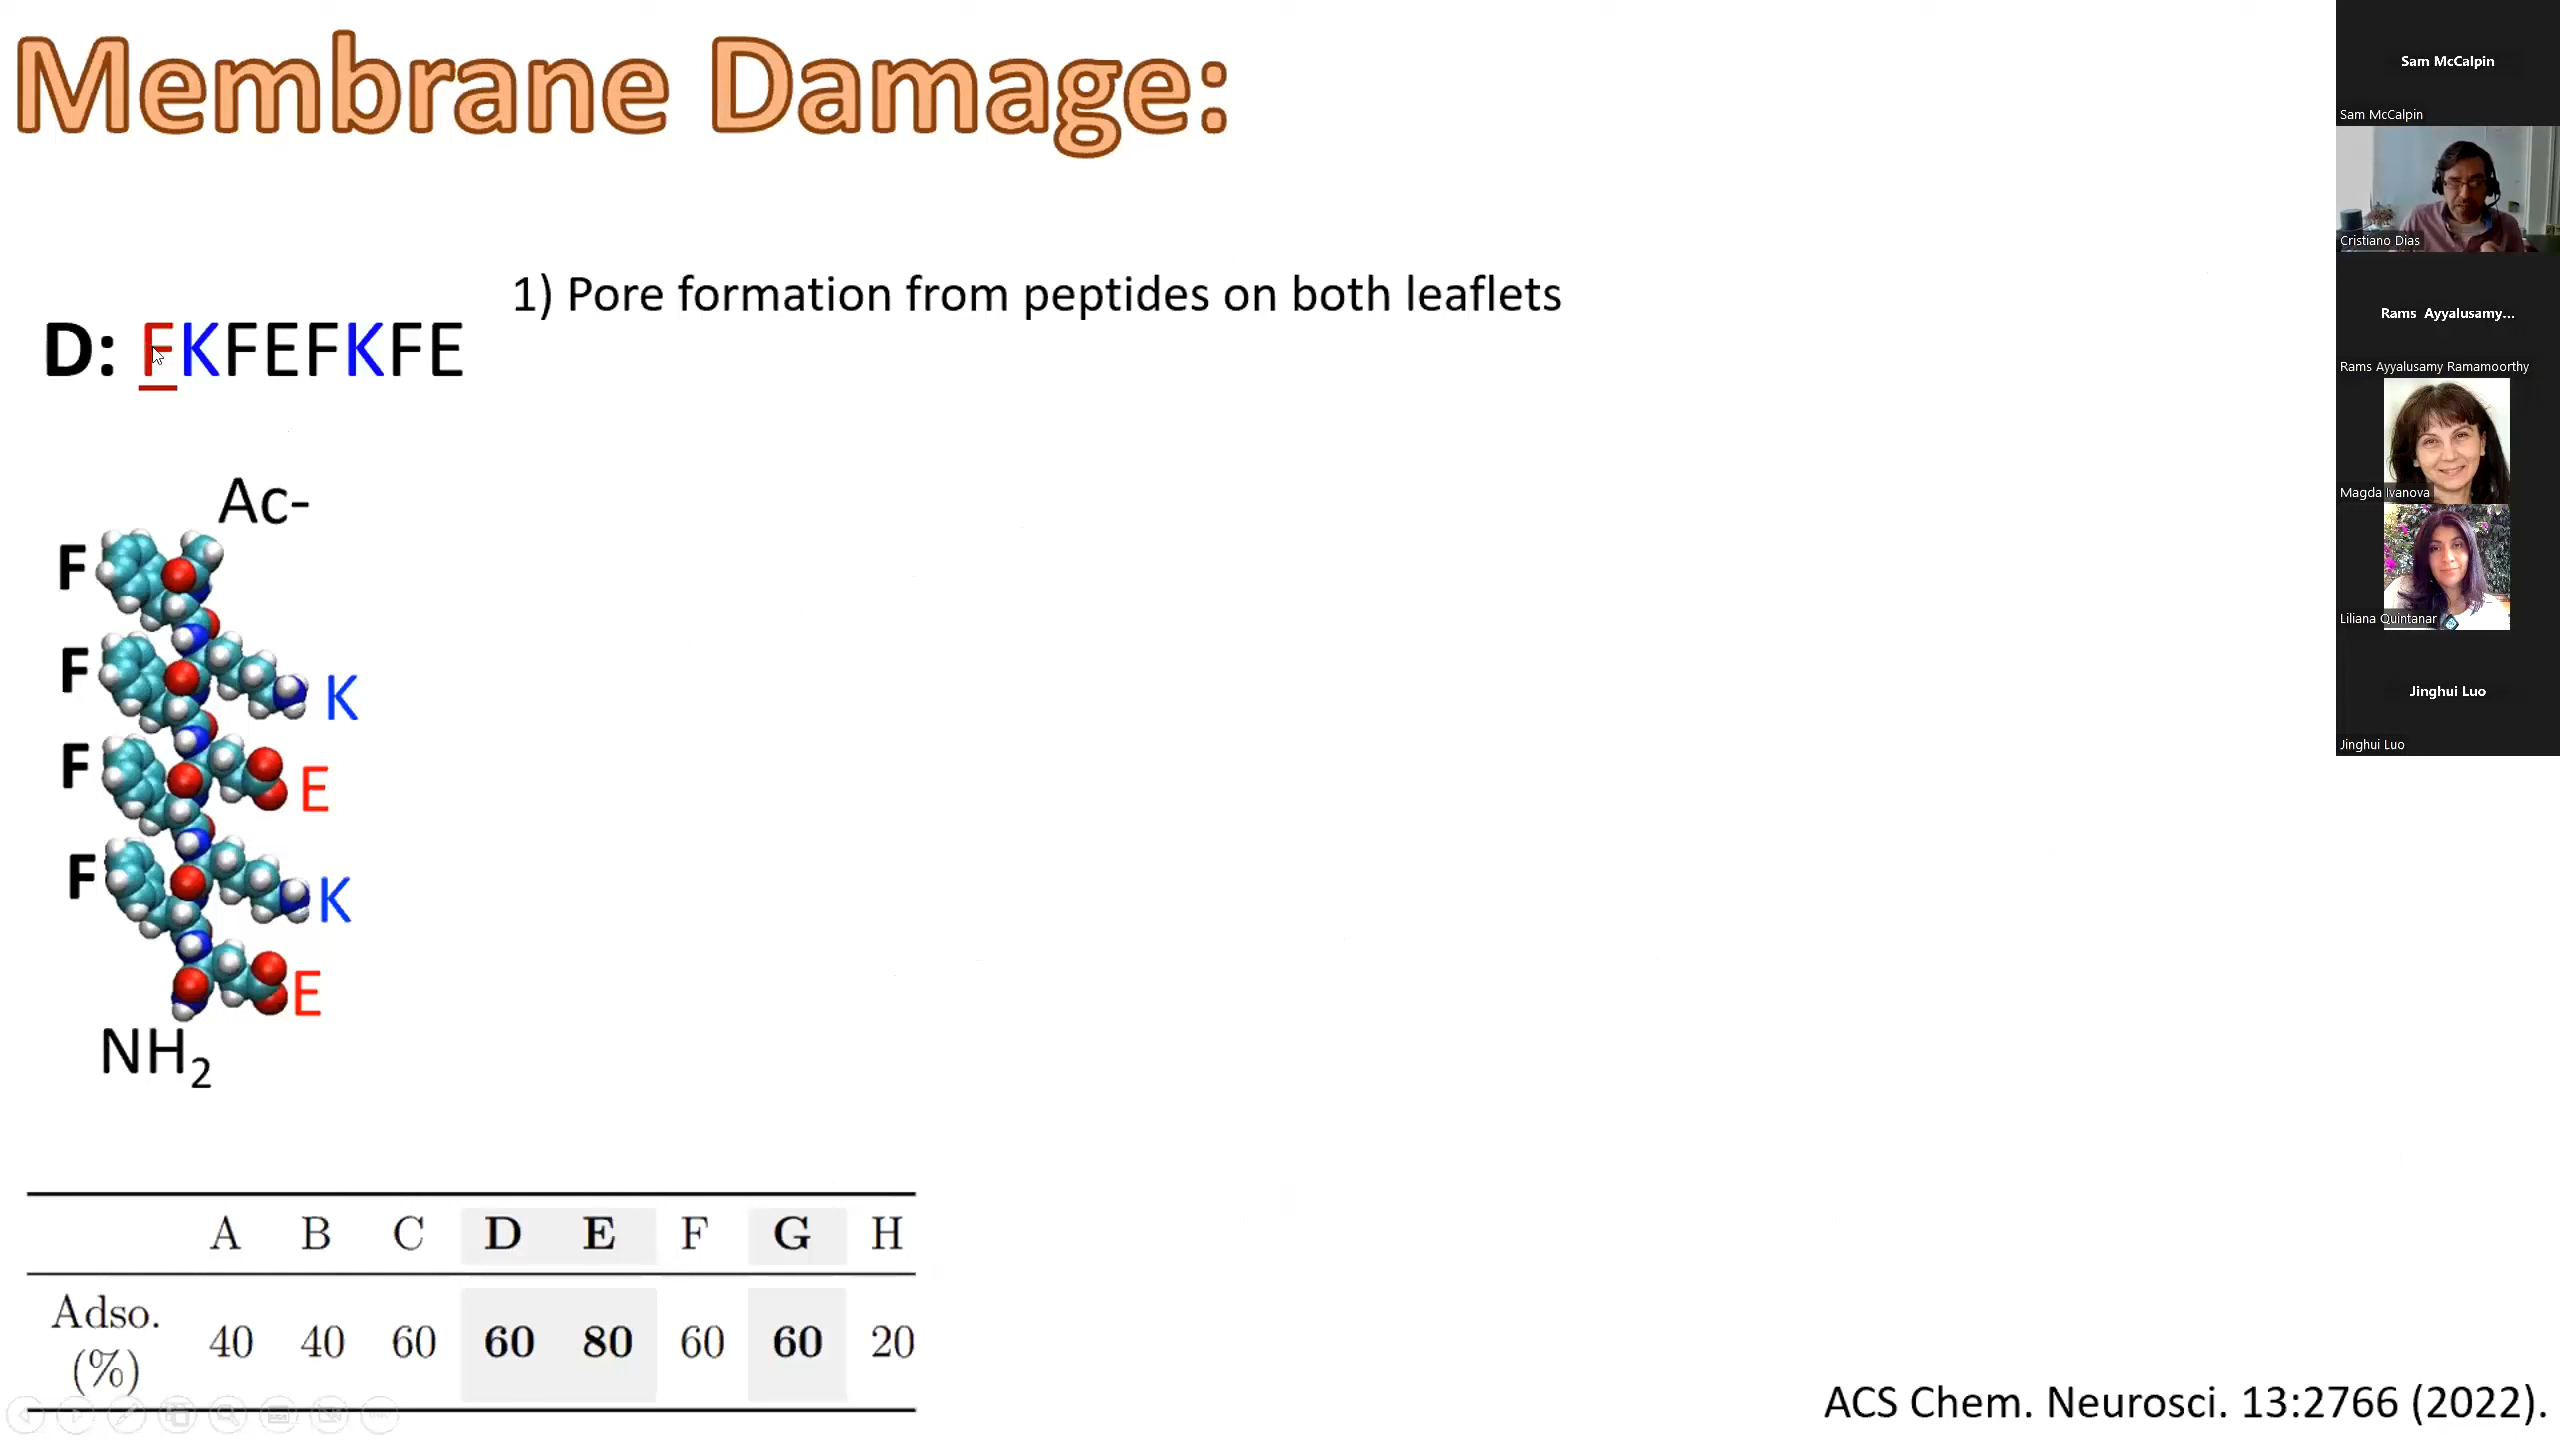 Membrane Damage:
1) Pore formation from peptides on both leaflets
D: FKFEFKFE
Ac-
F
F
K
F
E
F
K
E
NH2
A B C D E F G H
Adso. (%) 40 40 60 60 80 60 60 20
ACS Chem. Neurosci. 13:2766 (2022).
Sam McCalpin
Sam McCalpin
Cristiano Dias
Rams Ayyalusamy...
Rams Ayyalusamy Ramamoorthy
Magda Ivanova
Liliana Quintanar
Jinghui Luo
Jinghui Luo